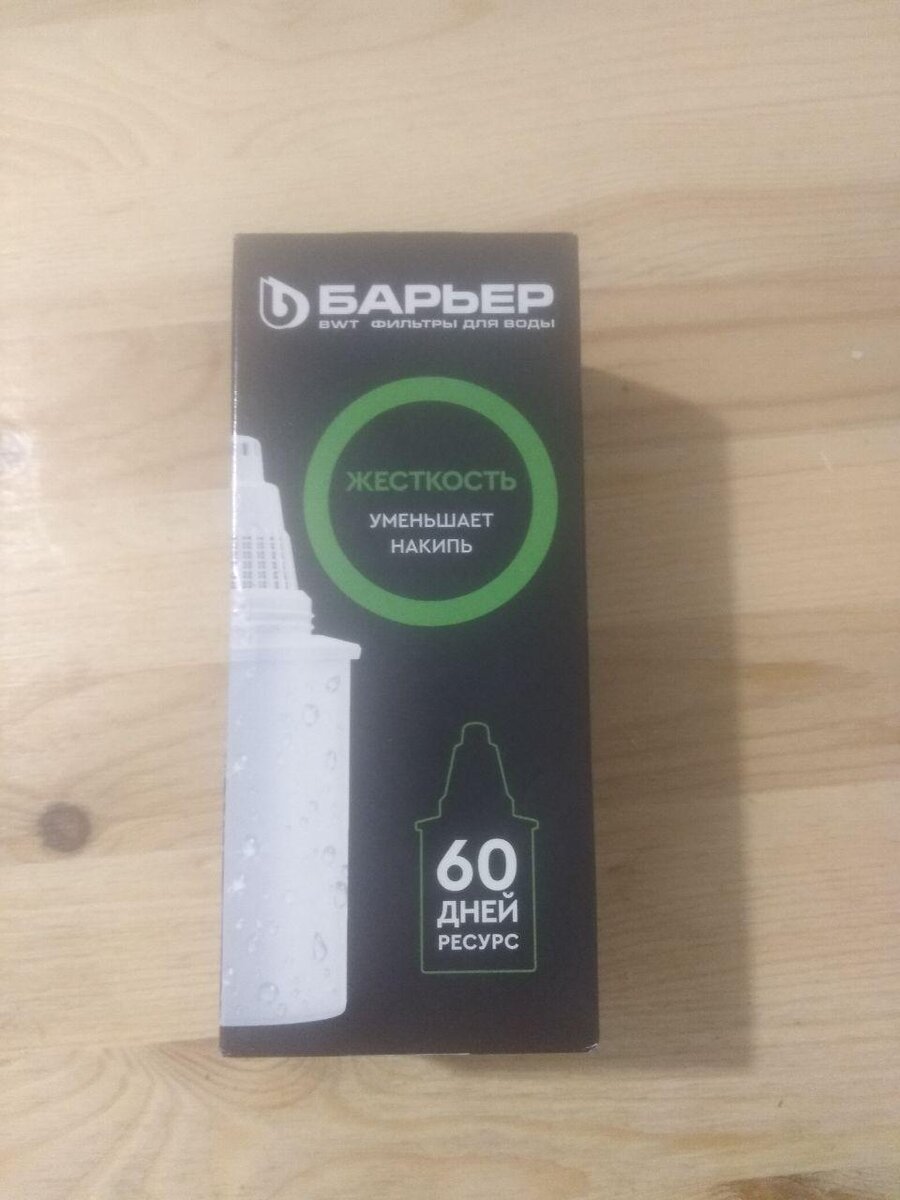 БАРЬЕР
BWT ФИЛЬТРЫ ДЛЯ ВОДЫ
ЖЕСТКОСТЬ
УМЕНЬШАЕТ
НАКИПЬ
60
ДНЕЙ
РЕСУРС